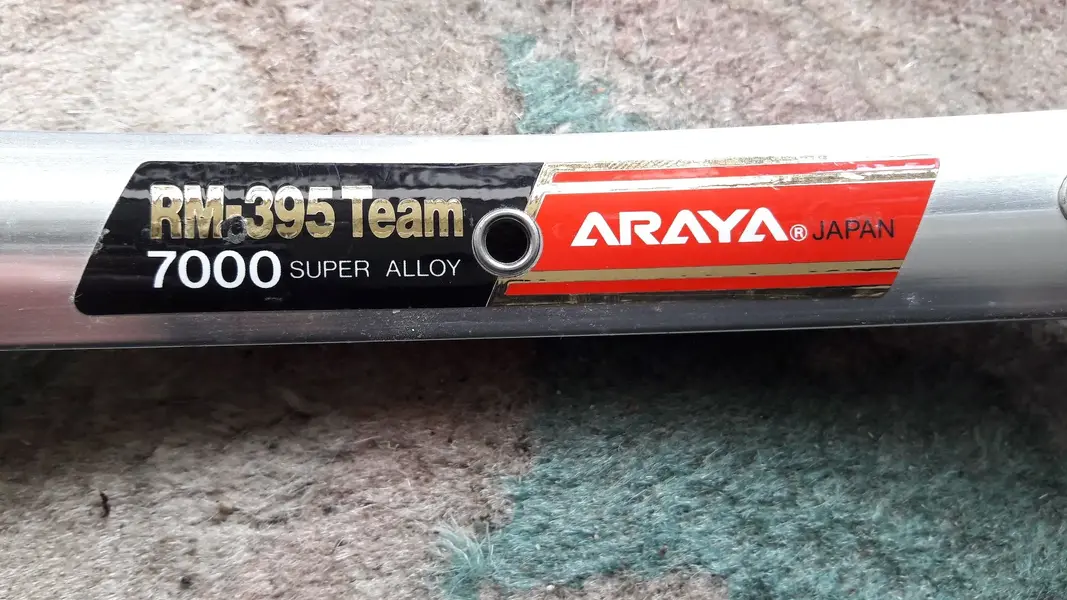 RM-395 Team
7000 SUPER ALLOY
ARAYA® JAPAN